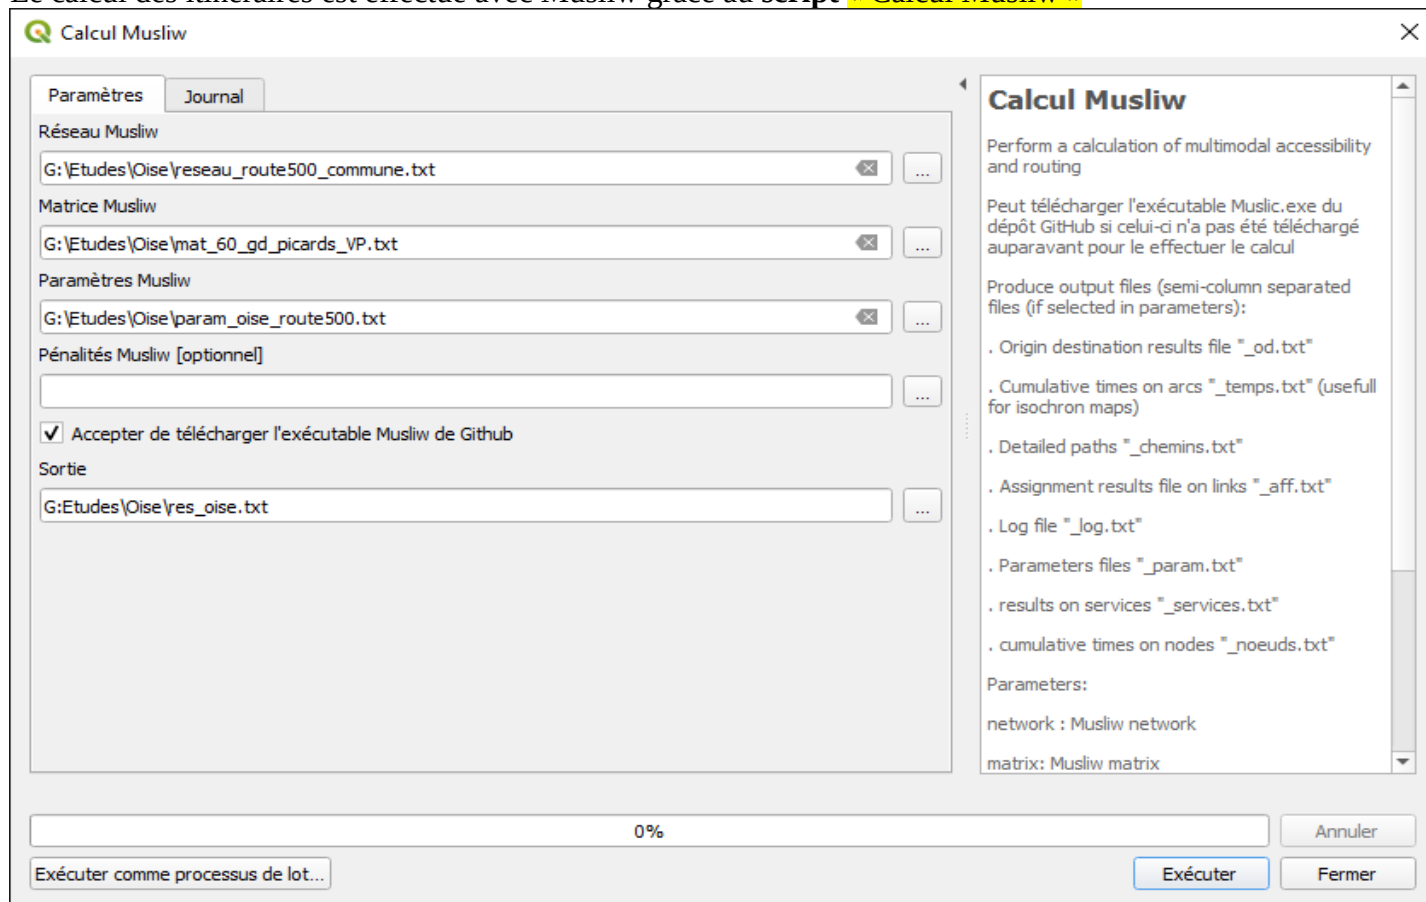 Le calcul des itinéraires est effectué avec Musliw grâce au script « Calcul Musliw »
Calcul Musliw
Paramètres
Journal
Réseau Musliw
G:\Etudes\Oise\reseau_route500_commune.txt
...
Matrice Musliw
G:\Etudes\Oise\mat_60_gd_picards_VP.txt
...
Paramètres Musliw
G:\Etudes\Oise\param_oise_route500.txt
...
Pénalités Musliw [optionnel]
...
Accepter de télécharger l'exécutable Musliw de Github
Sortie
G:Etudes\Oise\res_oise.txt
...
Calcul Musliw
Perform a calculation of multimodal accessibility
and routing
Peut télécharger l'exécutable Muslic.exe du
dépôt GitHub si celui-ci n'a pas été téléchargé
auparavant pour le effectuer le calcul
Produce output files (semi-column separated
files (if selected in parameters):
. Origin destination results file "_od.txt"
. Cumulative times on arcs "_temps.txt" (usefull
for isochron maps)
. Detailed paths "_chemins.txt"
. Assignment results file on links "_aff.txt"
. Log file "_log.txt"
. Parameters files "_param.txt"
. results on services "_services.txt"
. cumulative times on nodes "_noeuds.txt"
Parameters:
network : Musliw network
matrix: Musliw matrix
0%
Annuler
Exécuter comme processus de lot...
Exécuter
Fermer